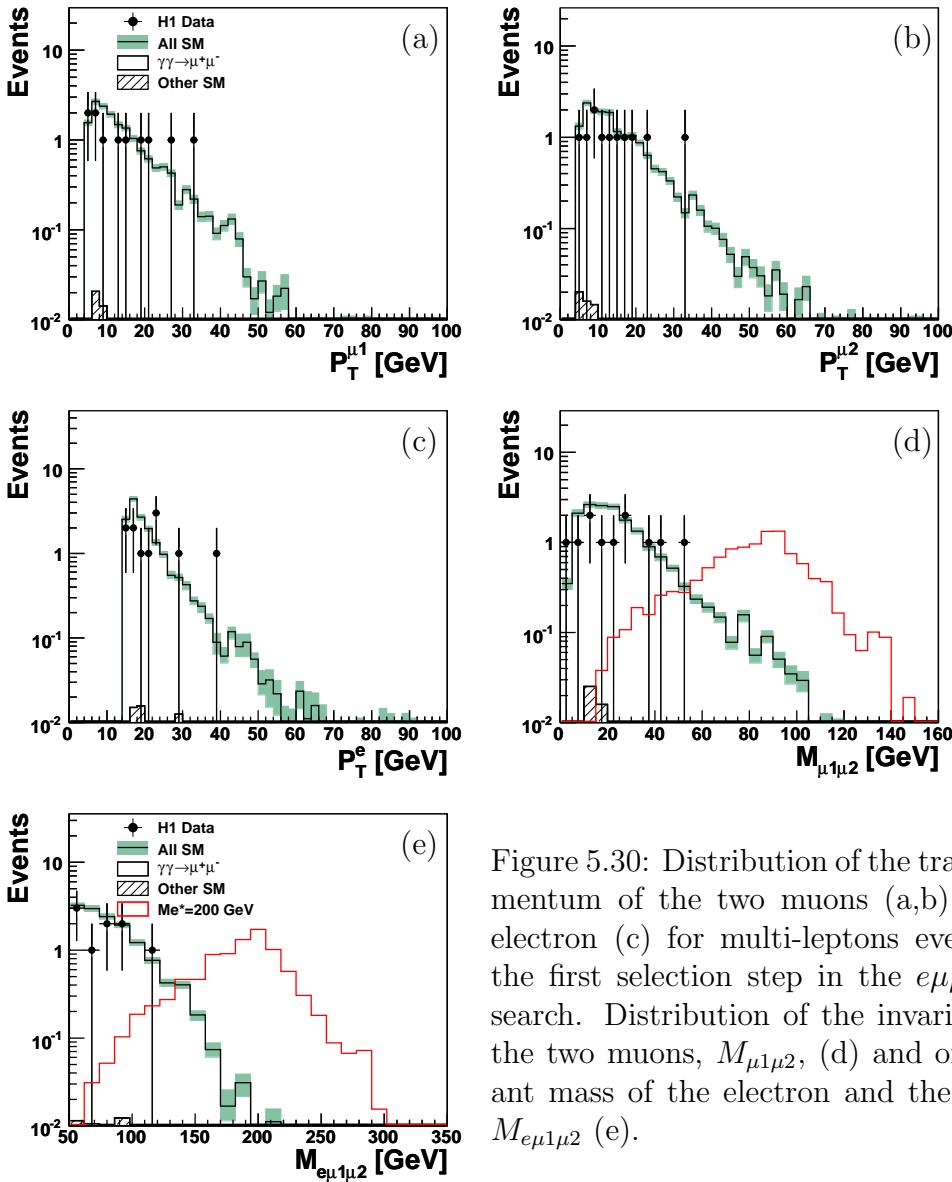 Events
H1 Data
All SM
γγ→μ⁺μ⁻
Other SM
(a)
10
1
10⁻¹
10⁻²
0 10 20 30 40 50 60 70 80 90 100
P_T^μ1 [GeV]
Events
(b)
10
1
10⁻¹
10⁻²
0 10 20 30 40 50 60 70 80 90 100
P_T^μ2 [GeV]
Events
(c)
10
1
10⁻¹
10⁻²
0 10 20 30 40 50 60 70 80 90 100
P_T^e [GeV]
Events
(d)
10
1
10⁻¹
10⁻²
0 20 40 60 80 100 120 140 160
M_μ1μ2 [GeV]
Events
H1 Data
All SM
γγ→μ⁺μ⁻
Other SM
Me*=200 GeV
(e)
10
1
10⁻¹
10⁻²
50 100 150 200 250 300 350
M_eμ1μ2 [GeV]
Figure 5.30: Distribution of the tra
mentum of the two muons (a,b)
electron (c) for multi-leptons eve
the first selection step in the eμ
search. Distribution of the invari
the two muons, M_μ1μ2, (d) and o
ant mass of the electron and the
M_eμ1μ2 (e).